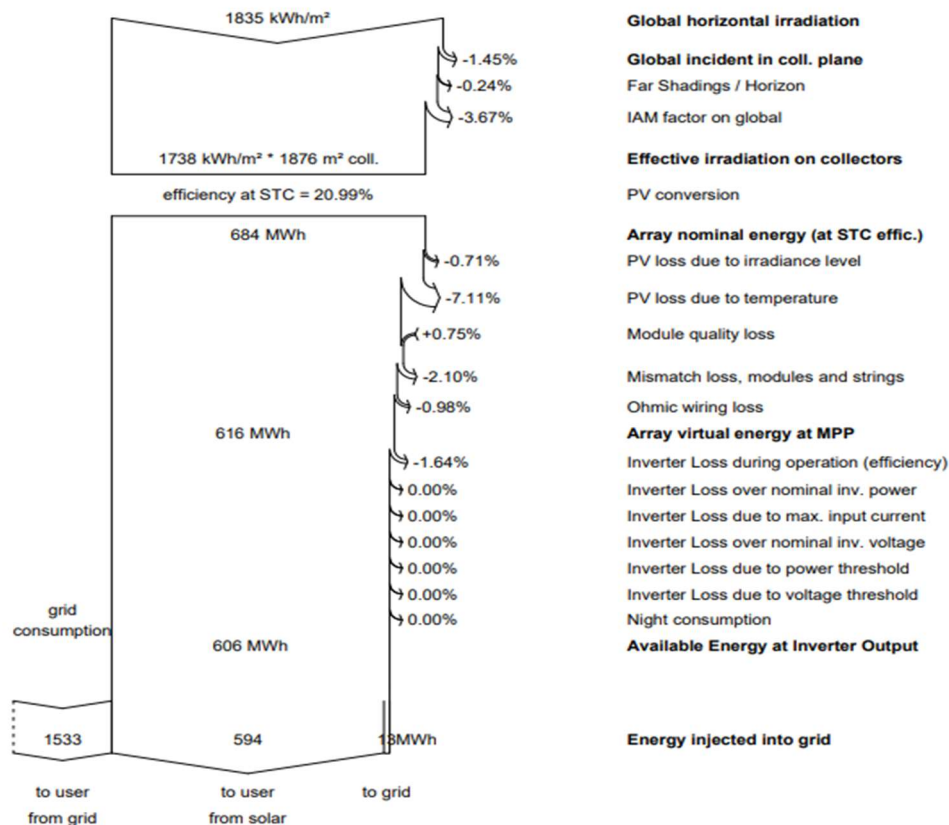 1835 kWh/m² Global horizontal irradiation
-1.45% Global incident in coll. plane
-0.24% Far Shadings / Horizon
-3.67% IAM factor on global
1738 kWh/m² * 1876 m² coll. Effective irradiation on collectors
efficiency at STC = 20.99% PV conversion
684 MWh Array nominal energy (at STC effic.)
-0.71% PV loss due to irradiance level
-7.11% PV loss due to temperature
+0.75% Module quality loss
-2.10% Mismatch loss, modules and strings
-0.98% Ohmic wiring loss
616 MWh Array virtual energy at MPP
-1.64% Inverter Loss during operation (efficiency)
0.00% Inverter Loss over nominal inv. power
0.00% Inverter Loss due to max. input current
0.00% Inverter Loss over nominal inv. voltage
0.00% Inverter Loss due to power threshold
0.00% Inverter Loss due to voltage threshold
grid
consumption
0.00% Night consumption
606 MWh Available Energy at Inverter Output
1533 594 13MWh Energy injected into grid
to user to user to grid
from grid from solar